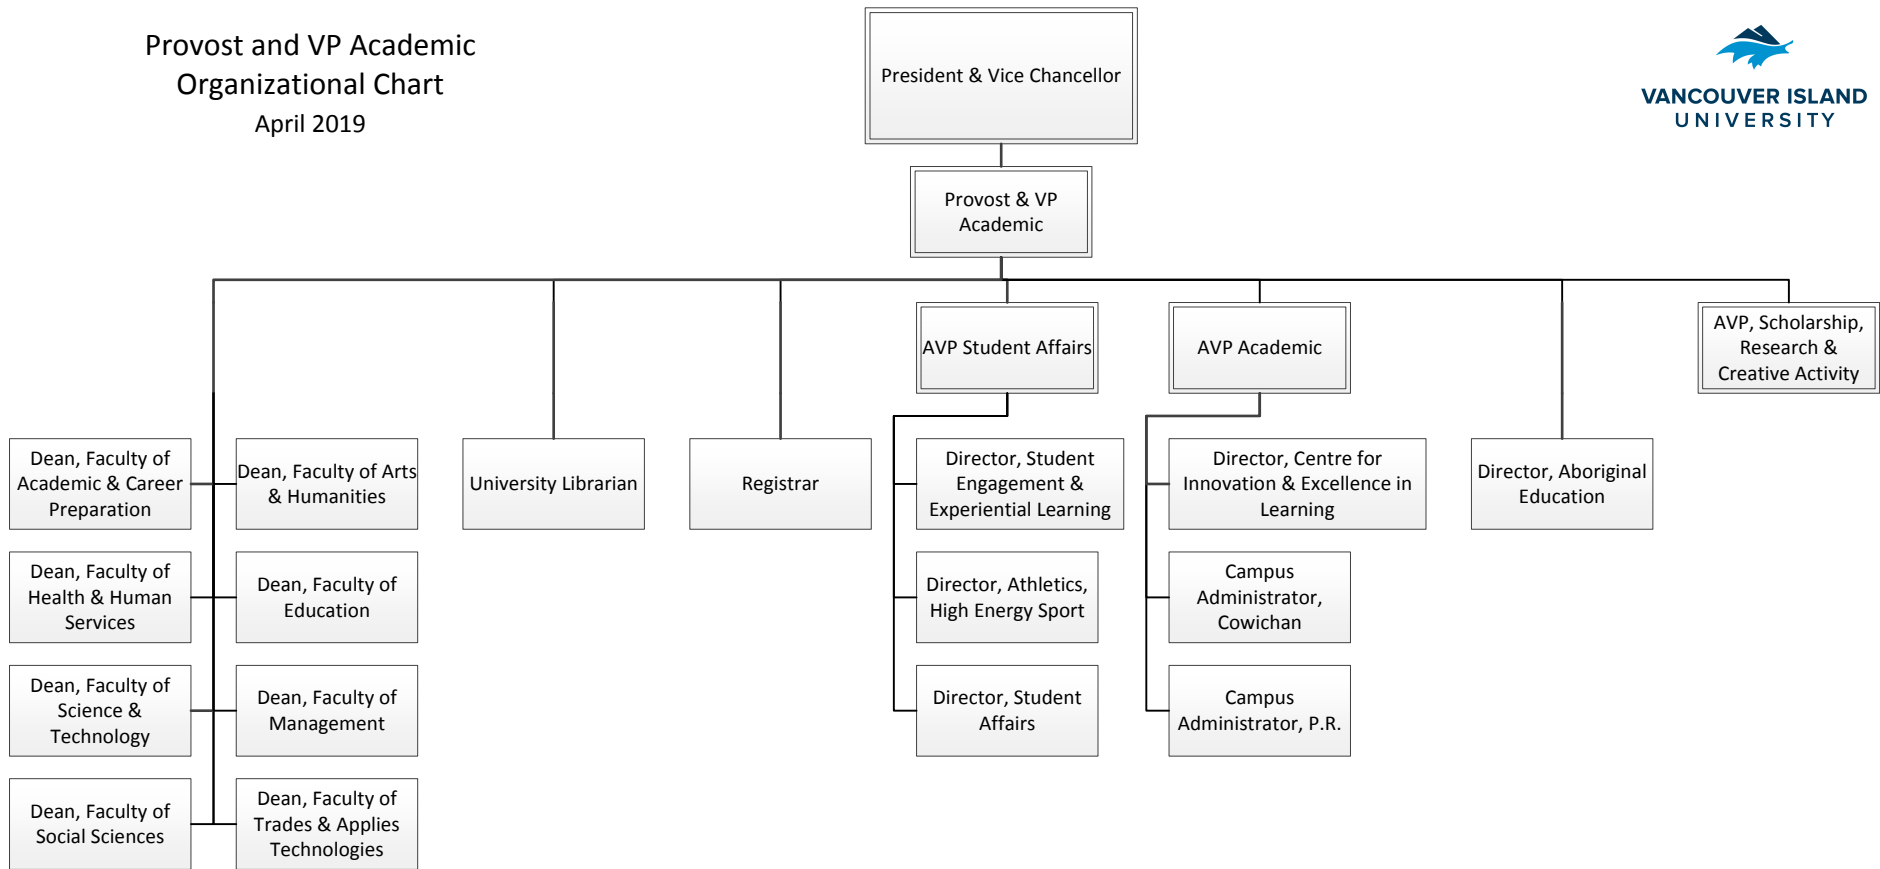 Provost and VP Academic
Organizational Chart
April 2019
VANCOUVER ISLAND
UNIVERSITY
President & Vice Chancellor
Provost & VP
Academic
AVP Student Affairs
AVP Academic
AVP, Scholarship,
Research &
Creative Activity
Dean, Faculty of
Academic & Career
Preparation
Dean, Faculty of Arts
& Humanities
University Librarian
Registrar
Director, Student
Engagement &
Experiential Learning
Director, Centre for
Innovation & Excellence in
Learning
Director, Aboriginal
Education
Dean, Faculty of
Health & Human
Services
Dean, Faculty of
Education
Director, Athletics,
High Energy Sport
Campus
Administrator,
Cowichan
Dean, Faculty of
Science &
Technology
Dean, Faculty of
Management
Director, Student
Affairs
Campus
Administrator, P.R.
Dean, Faculty of
Social Sciences
Dean, Faculty of
Trades & Applies
Technologies